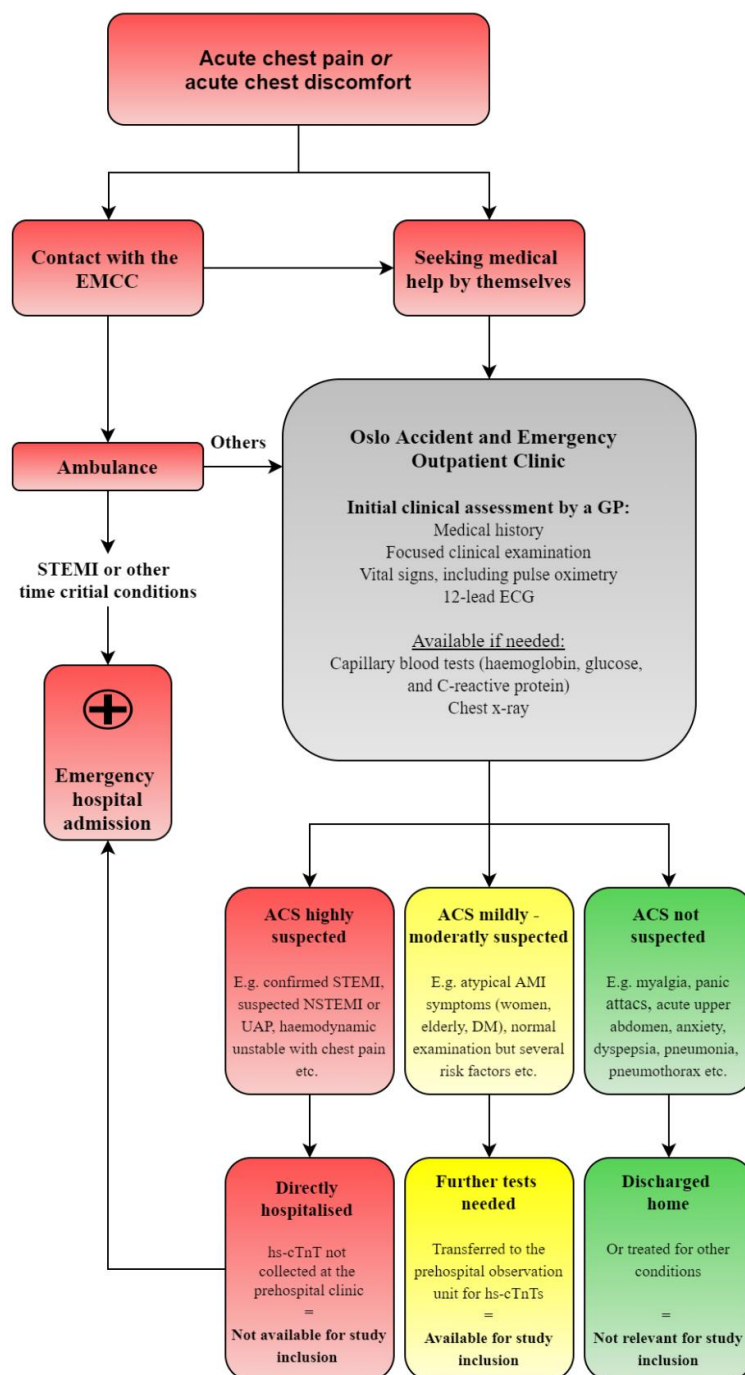 Acute chest pain or
acute chest discomfort
Contact with the
EMCC
Seeking medical
help by themselves
Ambulance
Others
Oslo Accident and Emergency
Outpatient Clinic
Initial clinical assessment by a GP:
Medical history
Focused clinical examination
Vital signs, including pulse oximetry
12-lead ECG
Available if needed:
Capillary blood tests (haemoglobin, glucose,
and C-reactive protein)
Chest x-ray
STEMI or other
time critial conditions
Emergency
hospital
admission
ACS highly
suspected
E.g. confirmed STEMI,
suspected NSTEMI or
UAP, haemodynamic
unstable with chest pain
etc.
ACS mildly -
moderatly suspected
E.g. atypical AMI
symptoms (women,
elderly, DM), normal
examination but several
risk factors etc.
ACS not
suspected
E.g. myalgia, panic
attacs, acute upper
abdomen, anxiety,
dyspepsia, pneumonia,
pneumothorax etc.
Directly
hospitalised
hs-cTnT not
collected at the
prehospital clinic
=
Not available for study
inclusion
Further tests
needed
Transferred to the
prehospital observation
unit for hs-cTnTs
=
Available for study
inclusion
Discharged
home
Or treated for other
conditions
=
Not relevant for study
inclusion